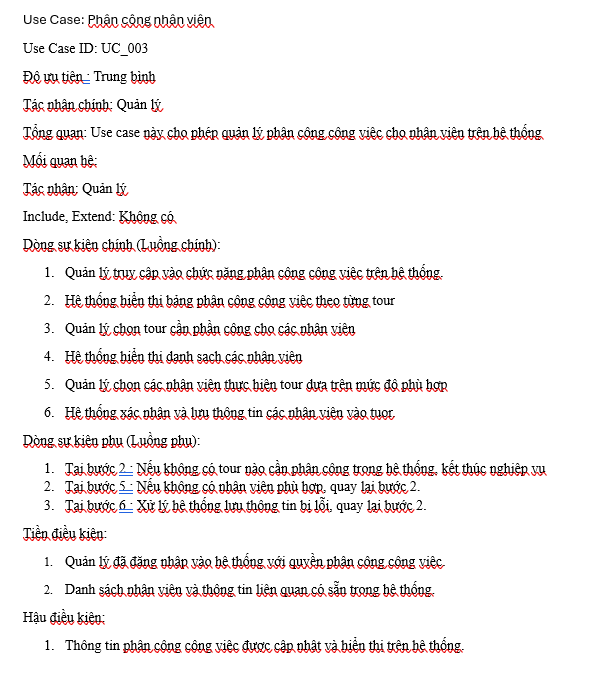 Use Case: Phân công nhân viên
Use Case ID: UC_003
Độ ưu tiên : Trung bình
Tác nhân chính: Quản lý
Tổng quan: Use case này cho phép quản lý phân công công việc cho nhân viên trên hệ thống
Mối quan hệ:
Tác nhân: Quản lý
Include, Extend: Không có
Dòng sự kiện chính (Luồng chính):
1. Quản lý truy cập vào chức năng phân công công việc trên hệ thống.
2. Hệ thống hiển thị bảng phân công công việc theo từng tour
3. Quản lý chọn tour cần phần công cho các nhân viên
4. Hệ thống hiển thị danh sạch các nhân viên
5. Quản lý chọn các nhân viên thực hiện tour dựa trên mức độ phù hợp
6. Hệ thống xác nhận và lưu thông tin các nhân viên vào tuor.
Dòng sự kiện phụ (Luồng phụ):
1. Tại bước 2 : Nếu không có tour nào cần phân công trong hệ thống, kết thúc nghiệp vụ
2. Tại bước 5 : Nếu không có nhân viên phù hợp, quay lại bước 2.
3. Tại bước 6 : Xử lý hệ thống lưu thông tin bị lỗi, quay lại bước 2.
Tiền điều kiện:
1. Quản lý đã đăng nhập vào hệ thống với quyền phân công công việc.
2. Danh sách nhân viên và thông tin liên quan có sẵn trong hệ thống.
Hậu điều kiện:
1. Thông tin phân công công việc được cập nhật và hiển thị trên hệ thống.